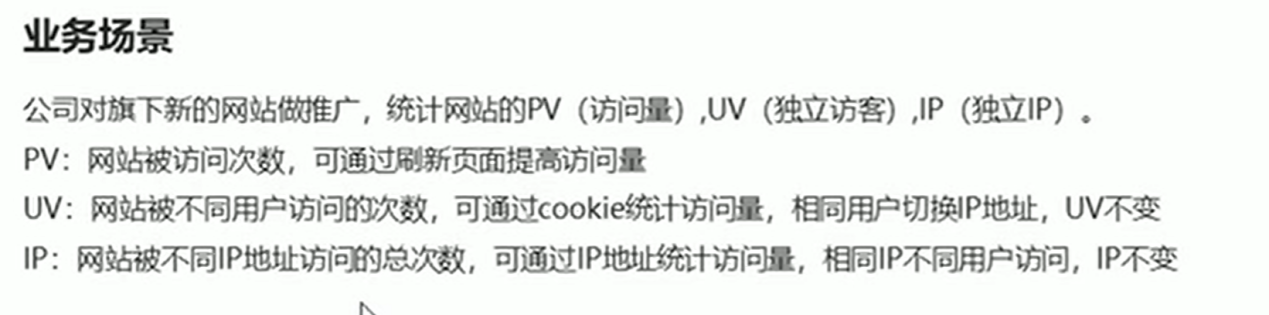 业务场景
公司对旗下新的网站做推广，统计网站的PV（访问量）,UV（独立访客）,IP（独立IP）。
PV：网站被访问次数，可通过刷新页面提高访问量
UV：网站被不同用户访问的次数，可通过cookie统计访问量，相同用户切换IP地址，UV不变
IP：网站被不同IP地址访问的总次数，可通过IP地址统计访问量，相同IP不同用户访问，IP不变